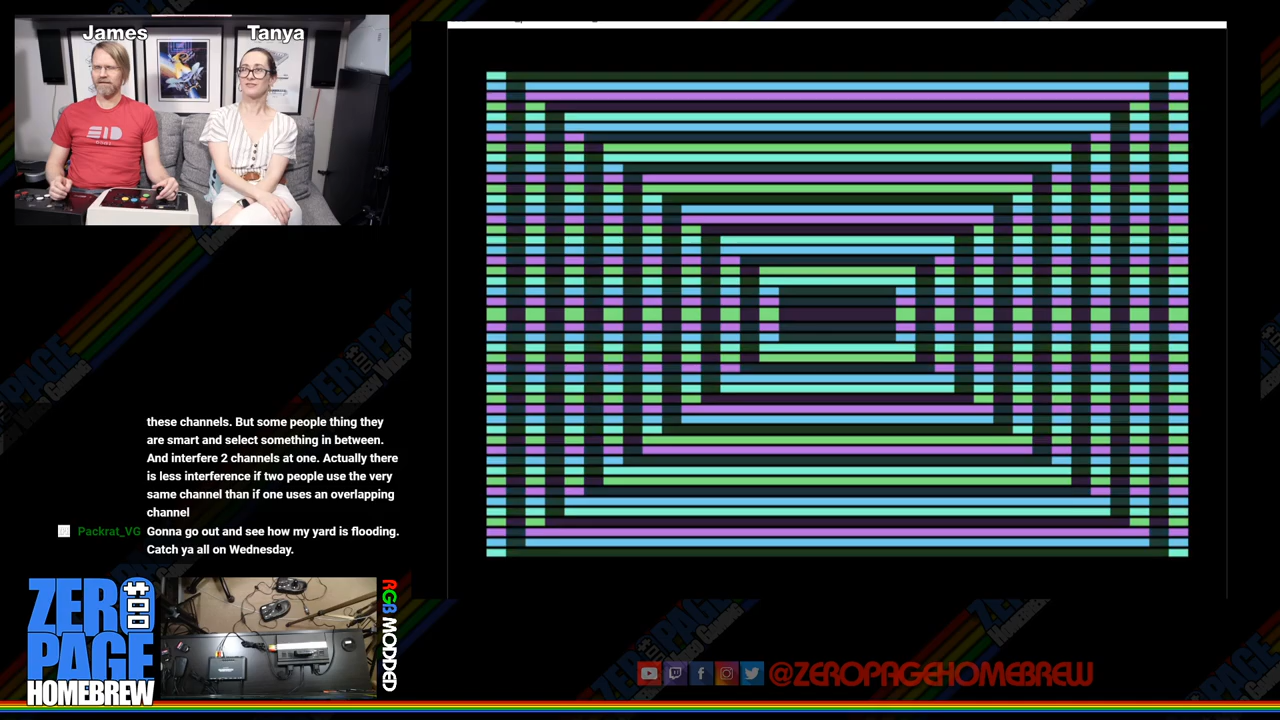 James
Tanya
these channels. But some people thing they
are smart and select something in between.
And interfere 2 channels at one. Actually there
is less interference if two people use the very
same channel than if one uses an overlapping
channel
Packrat_VG Gonna go out and see how my yard is flooding.
Catch ya all on Wednesday.
ZERO
PAGE
HOMEBREW
RGB MODDED
@ZEROPAGEHOMEBREW